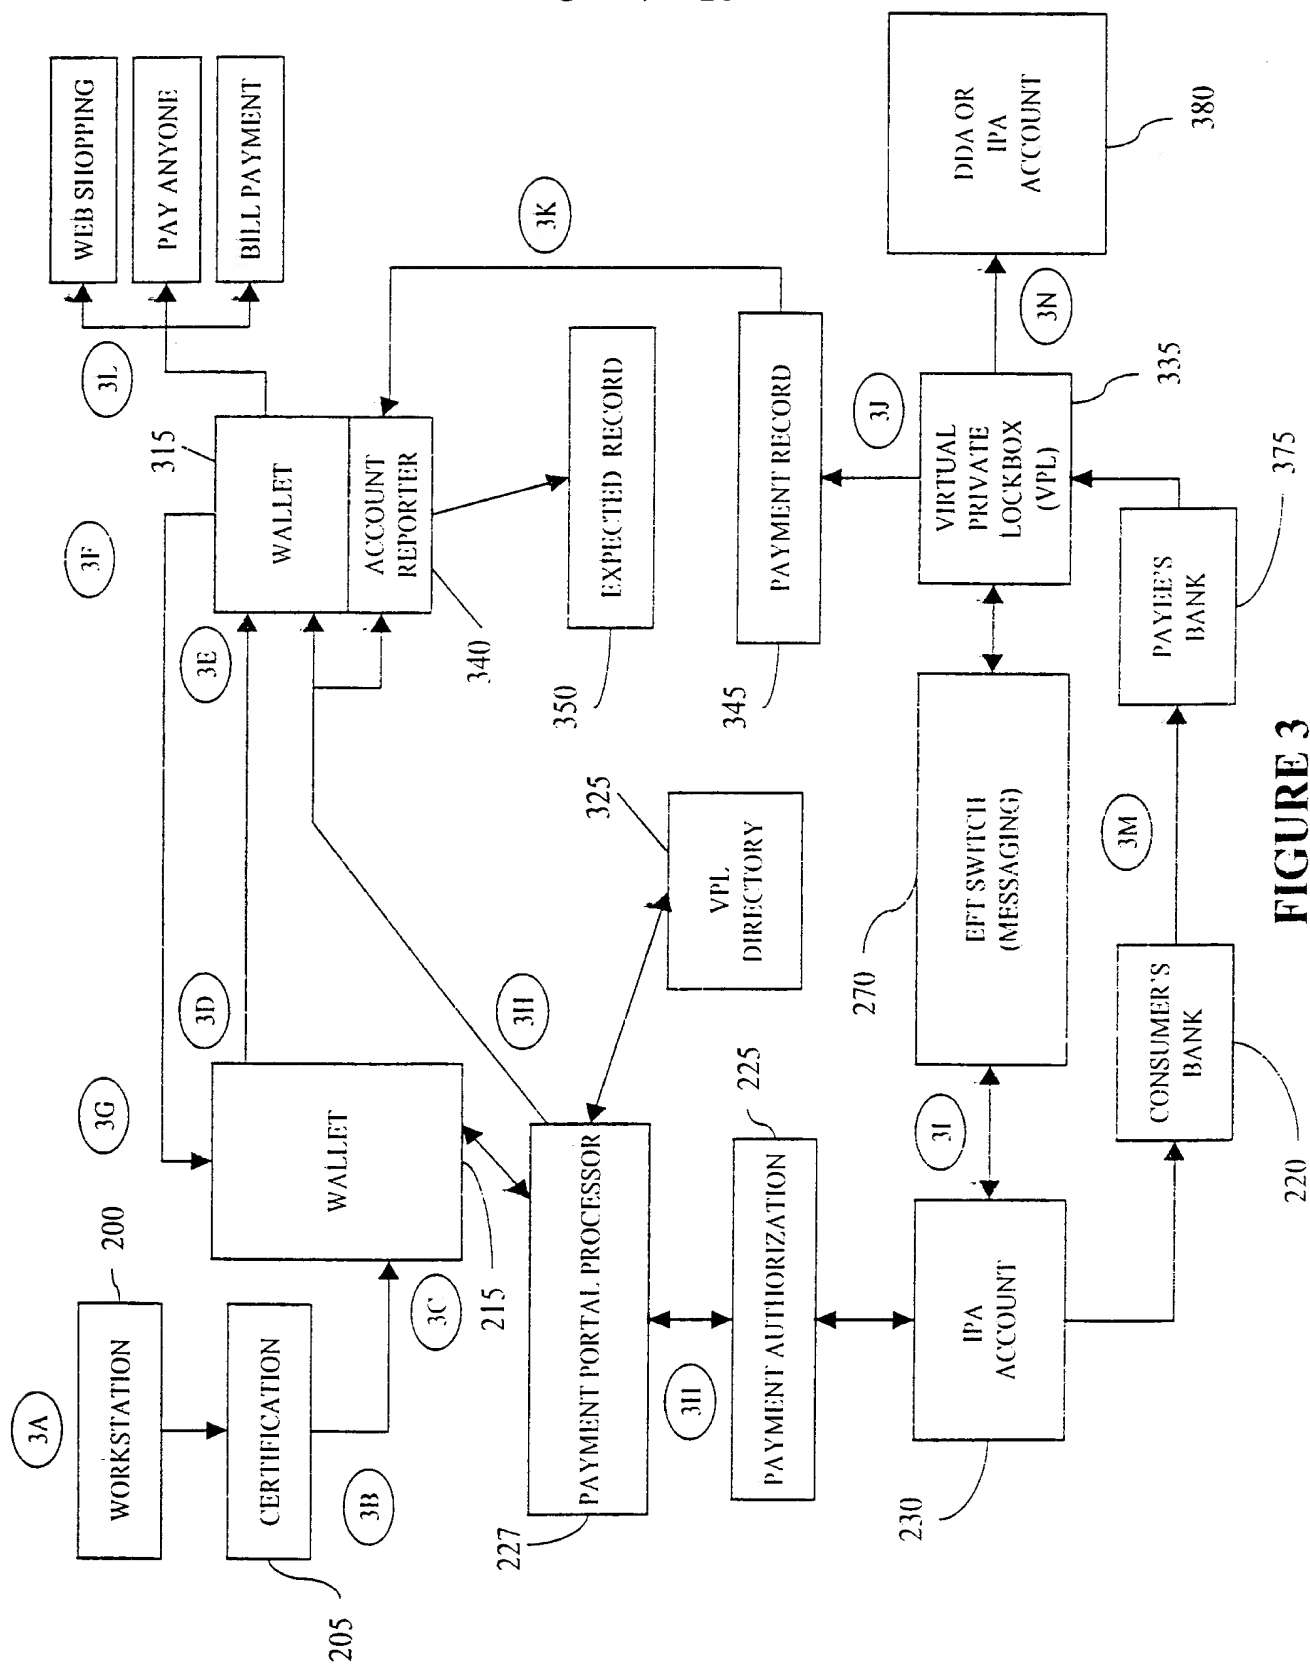 3A
WORKSTATION
200
CERTIFICATION
205
3B
3C
3G
WALLET
215
3D
3E
3F
315
WALLET
ACCOUNT
REPORTER
340
3L
WEB SHOPPING
PAY ANYONE
BILL PAYMENT
PAYMENT PORTAL PROCESSOR
227
3H
VPL
DIRECTORY
325
EXPECTED RECORD
350
3K
3H
PAYMENT AUTHORIZATION
225
PAYMENT RECORD
345
3J
IPA
ACCOUNT
230
3I
EFT SWITCH
(MESSAGING)
270
VIRTUAL
PRIVATE
LOCKBOX
(VPL)
335
3N
DDA OR
IPA
ACCOUNT
380
CONSUMER'S
BANK
220
3M
PAYEE'S
BANK
375
FIGURE 3